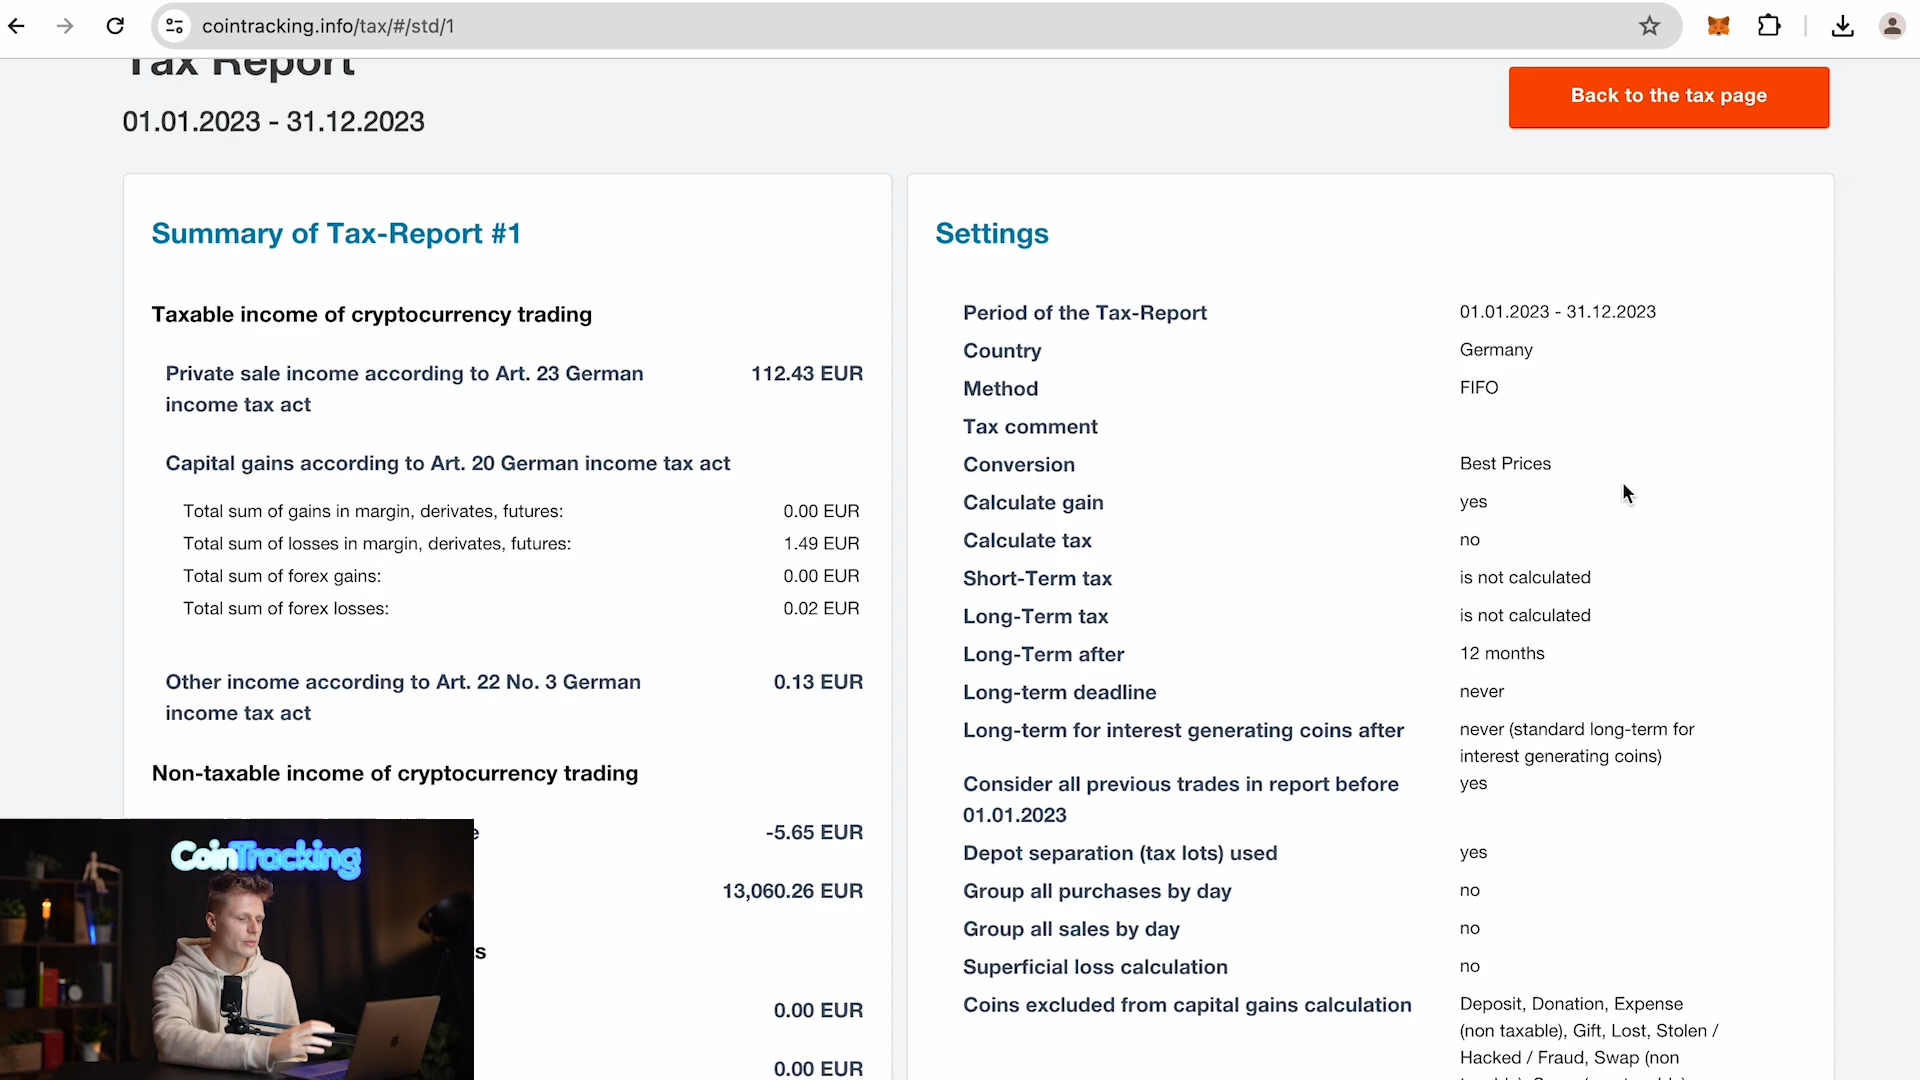 cointracking.info/tax/#/std/1
Tax Report
01.01.2023 - 31.12.2023
Back to the tax page
Summary of Tax-Report #1
Taxable income of cryptocurrency trading
Private sale income according to Art. 23 German 112.43 EUR
income tax act
Capital gains according to Art. 20 German income tax act
Total sum of gains in margin, derivates, futures: 0.00 EUR
Total sum of losses in margin, derivates, futures: 1.49 EUR
Total sum of forex gains: 0.00 EUR
Total sum of forex losses: 0.02 EUR
Other income according to Art. 22 No. 3 German 0.13 EUR
income tax act
Non-taxable income of cryptocurrency trading
-5.65 EUR
13,060.26 EUR
0.00 EUR
0.00 EUR
Settings
Period of the Tax-Report 01.01.2023 - 31.12.2023
Country Germany
Method FIFO
Tax comment
Conversion Best Prices
Calculate gain yes
Calculate tax no
Short-Term tax is not calculated
Long-Term tax is not calculated
Long-Term after 12 months
Long-term deadline never
Long-term for interest generating coins after never (standard long-term for
interest generating coins)
Consider all previous trades in report before yes
01.01.2023
Depot separation (tax lots) used yes
Group all purchases by day no
Group all sales by day no
Superficial loss calculation no
Coins excluded from capital gains calculation Deposit, Donation, Expense
(non taxable), Gift, Lost, Stolen /
Hacked / Fraud, Swap (non
CoinTracking